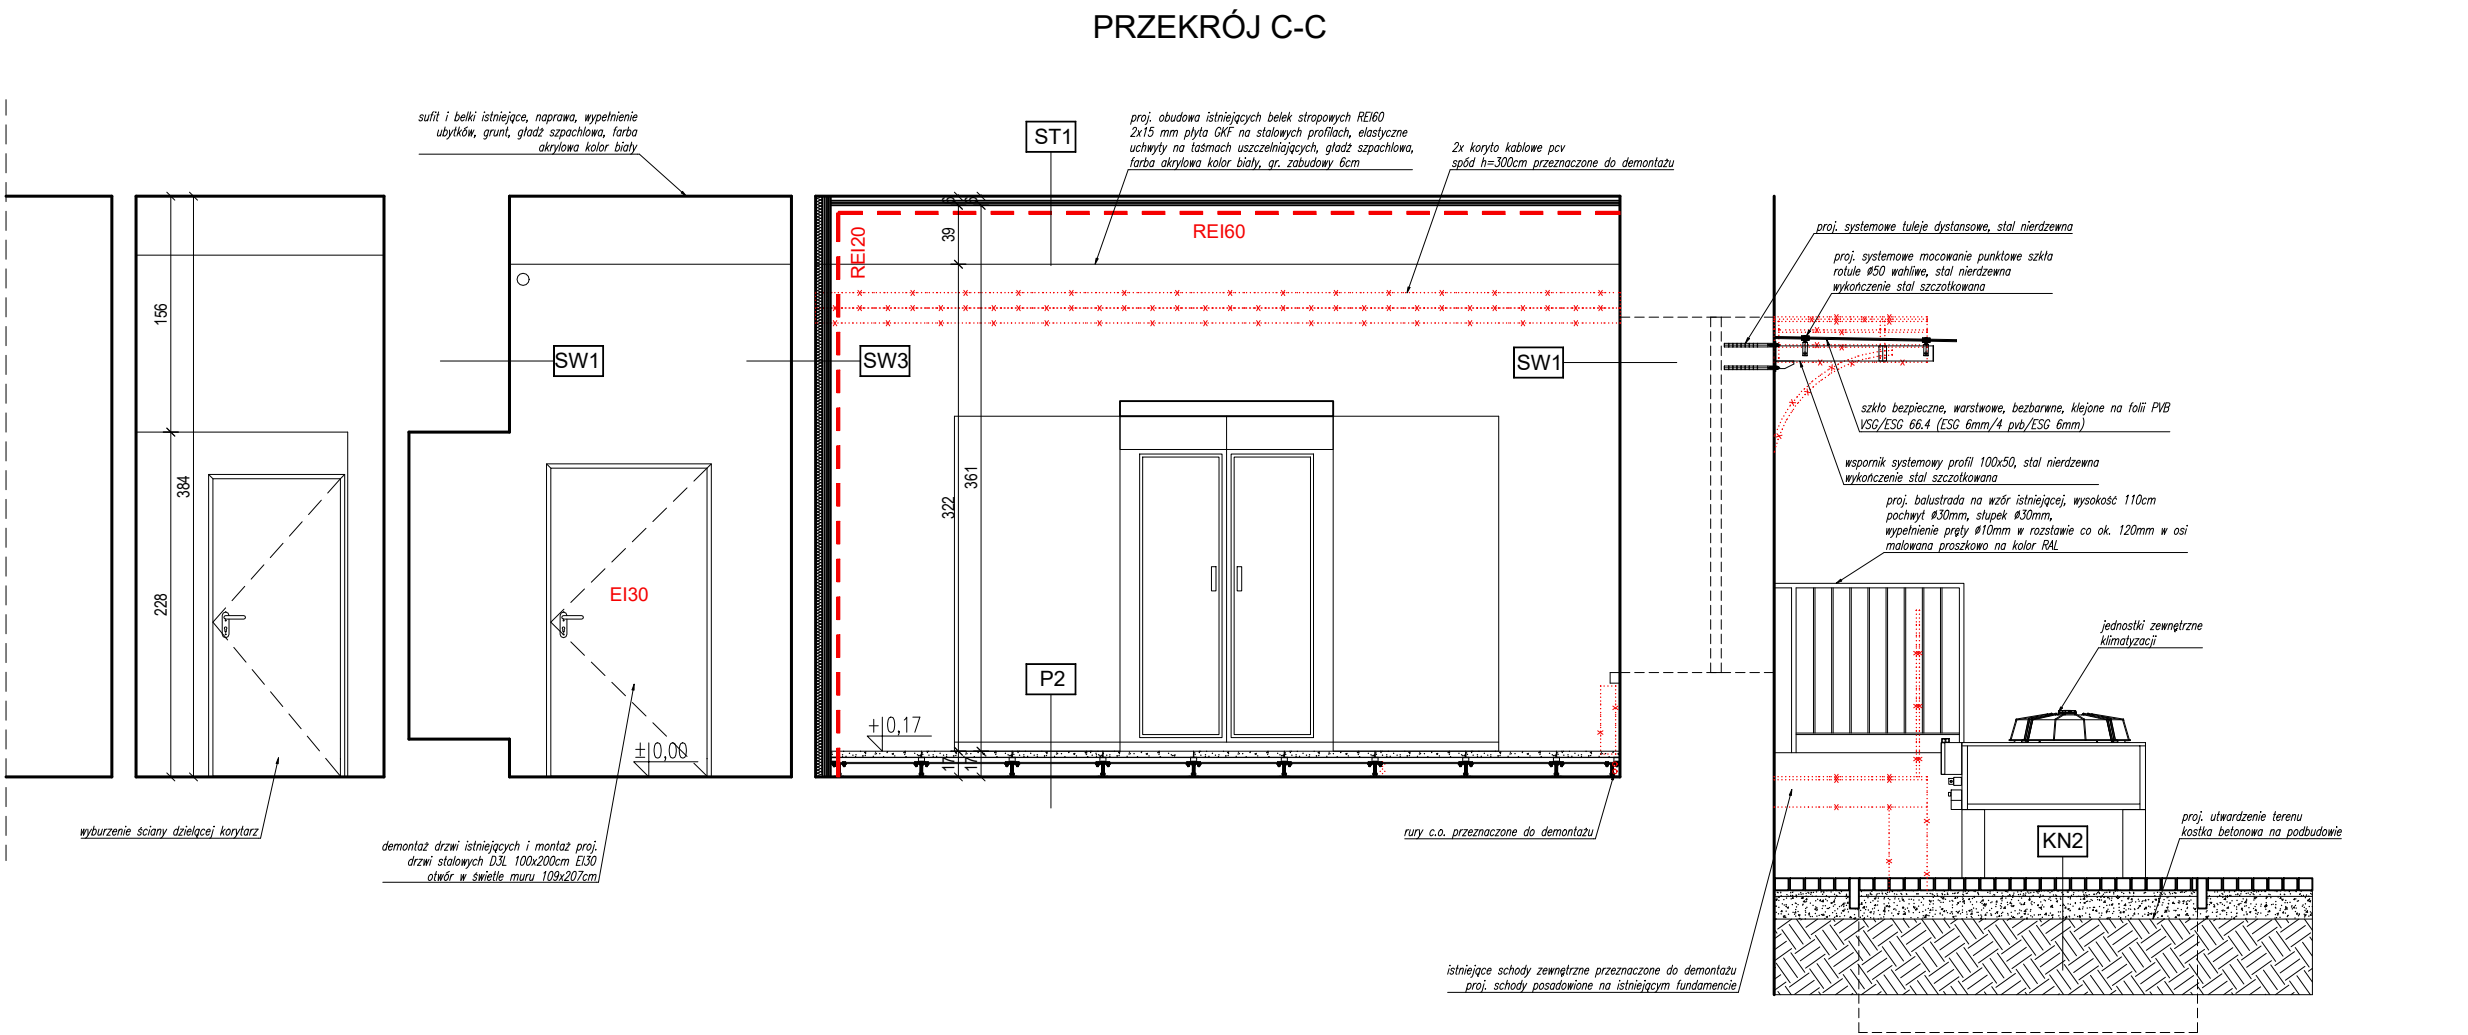 PRZEKRÓJ C-C
sufit i belki istniejące, naprawa, wypełnienie
ubytków, grunt, gładź szpachlowa, farba
akrylowa kolor biały
ST1
proj. obudowa istniejących belek stropowych REI60
2x15 mm płyta GKF na stalowych profilach, elastyczne
uchwyty na taśmach uszczelniających, gładź szpachlowa,
farba akrylowa kolor biały, gr. zabudowy 6cm
2x koryto kablowe pcv
spód h=300cm przeznaczone do demontażu
6
6
39
REI20
REI60
proj. systemowe tuleje dystansowe, stal nierdzewna
proj. systemowe mocowanie punktowe szkła
rotule Ø50 wahliwe, stal nierdzewna
wykończenie stal szczotkowana
156
384
228
SW1
SW3
SW1
322
361
szkło bezpieczne, warstwowe, bezbarwne, klejone na folii PVB
VSG/ESG 66.4 (ESG 6mm/4 pvb/ESG 6mm)
wspornik systemowy profil 100x50, stal nierdzewna
wykończenie stal szczotkowana
proj. balustrada na wzór istniejącej, wysokość 110cm
pochwyt Ø30mm, słupek Ø30mm,
wypełnienie pręty Ø10mm w rozstawie co ok. 120mm w osi
malowana proszkowo na kolor RAL
EI30
jednostki zewnętrzne
klimatyzacji
P2
+0,17
±0,00
17
17
wyburzenie ściany dzielącej korytarz
demontaż drzwi istniejących i montaż proj.
drzwi stalowych D3L 100x200cm EI30
otwór w świetle muru 109x207cm
rury c.o. przeznaczone do demontażu
proj. utwardzenie terenu
kostka betonowa na podbudowie
KN2
istniejące schody zewnętrzne przeznaczone do demontażu
proj. schody posadowione na istniejącym fundamencie